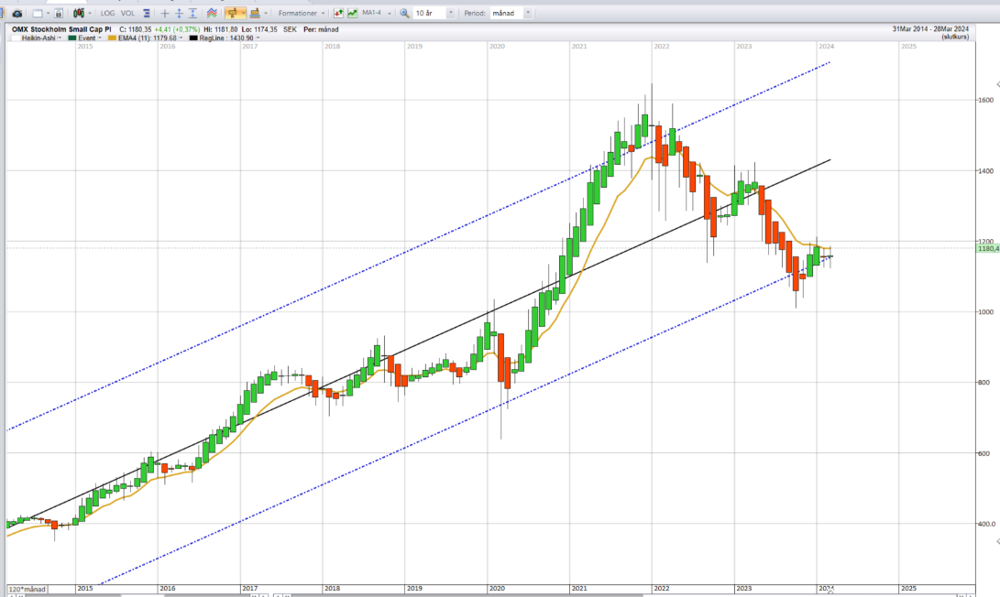 LOG VOL Formationer MA1-4 10 år Period: månad
OMX Stockholm Small Cap PI C: 1180,35 +4,41 (+0,37%) Hi: 1181,80 Lo: 1174,35 SEK Per: månad 31Mar 2014 - 28Mar 2024
Heikin-Ashi Event EMA4 (11): 1179.68 RegLine : 1430.90 (slutkurs)
2015 2016 2017 2018 2019 2020 2021 2022 2023 2024 2025
1600
1400
1200
1180,4
1000
800
600
400.0
120*månad 2015 2016 2017 2018 2019 2020 2021 2022 2023 2024 2025